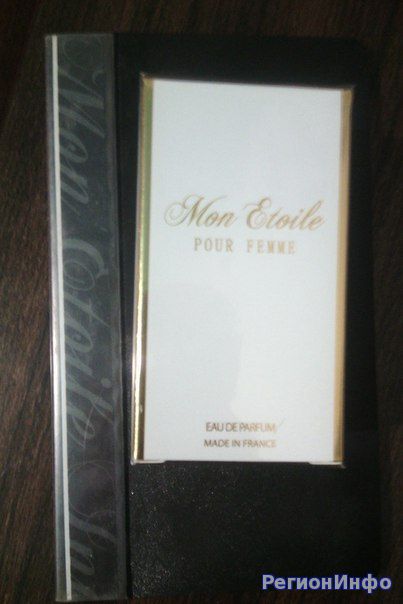 Mon Etoile
Mon Etoile
POUR FEMME
EAU DE PARFUM
MADE IN FRANCE
РегионИнфо